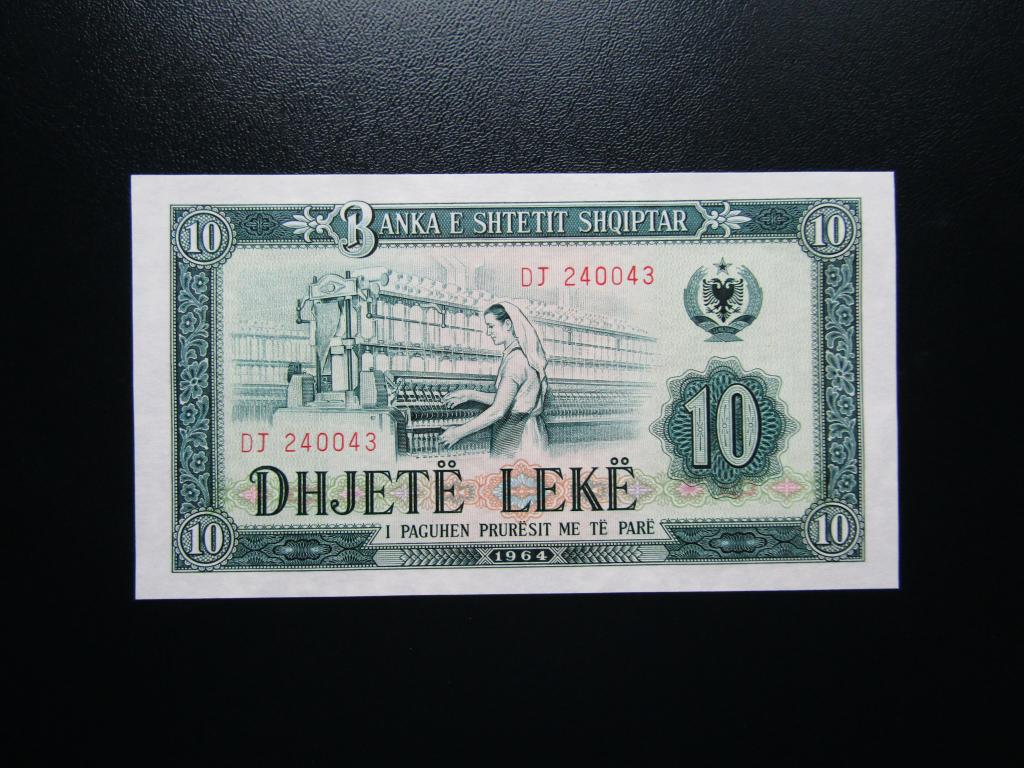 10 BANKA E SHTETIT SHQIPTAR 10
DJ 240043
10
DJ 240043
DHJETË LEKË
I PAGUHEN PRURËSIT ME TË PARË
10 1964 10